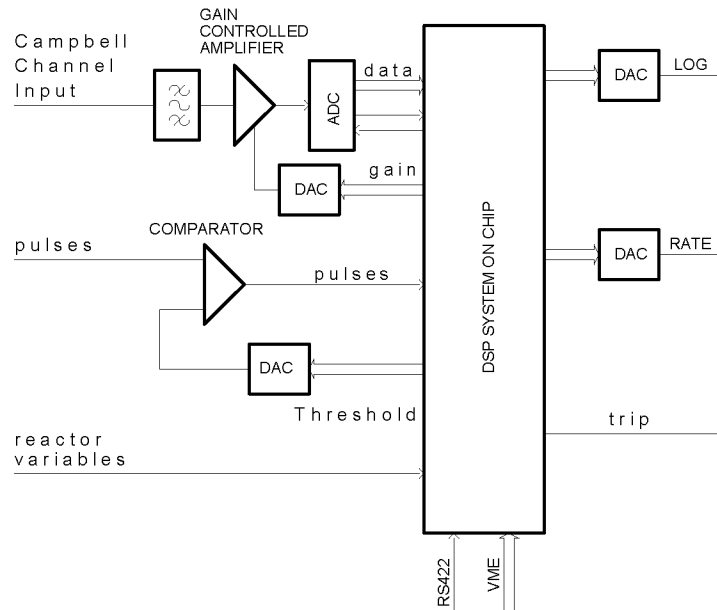 Campbell
Channel
Input
GAIN
CONTROLLED
AMPLIFIER
ADC
data
gain
DAC
COMPARATOR
pulses
pulses
DAC
Threshold
reactor
variables
DSP SYSTEM ON CHIP
DAC
LOG
DAC
RATE
trip
RS422
VME